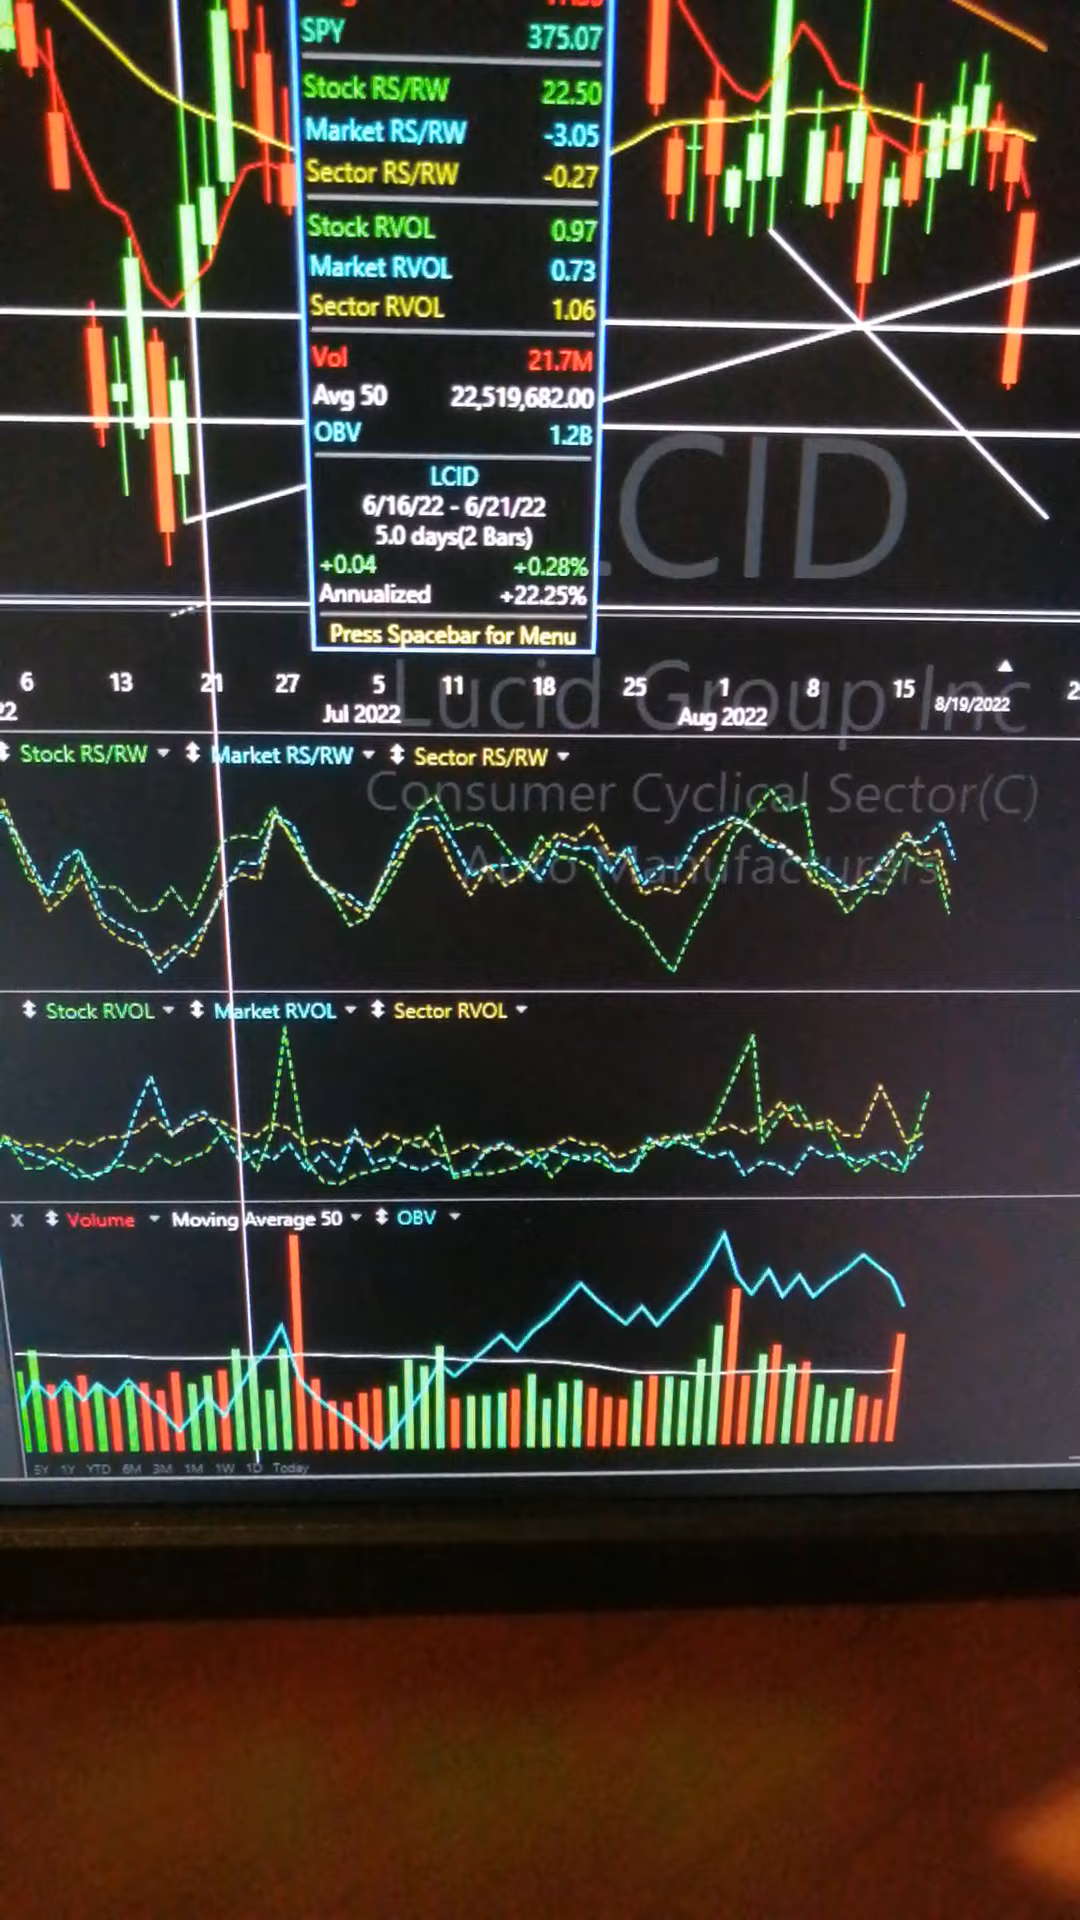 SPY 375.07
Stock RS/RW 22.50
Market RS/RW -3.05
Sector RS/RW -0.27
Stock RVOL 0.97
Market RVOL 0.73
Sector RVOL 1.06
Vol 21.7M
Avg 50 22,519,682.00
OBV 1.2B
LCID
6/16/22 - 6/21/22
5.0 days(2 Bars)
+0.04 +0.28%
Annualized +22.25%
Press Spacebar for Menu
LCID
Lucid Group Inc
Consumer Cyclical Sector(C)
Auto Manufacturers
6 13 21 27 5 11 18 25 1 8 15 8/19/2022
22 Jul 2022 Aug 2022
Stock RS/RW Market RS/RW Sector RS/RW
Stock RVOL Market RVOL Sector RVOL
x Volume Moving Average 50 OBV
5Y 1Y YTD 6M 3M 1M 1W 1D Today